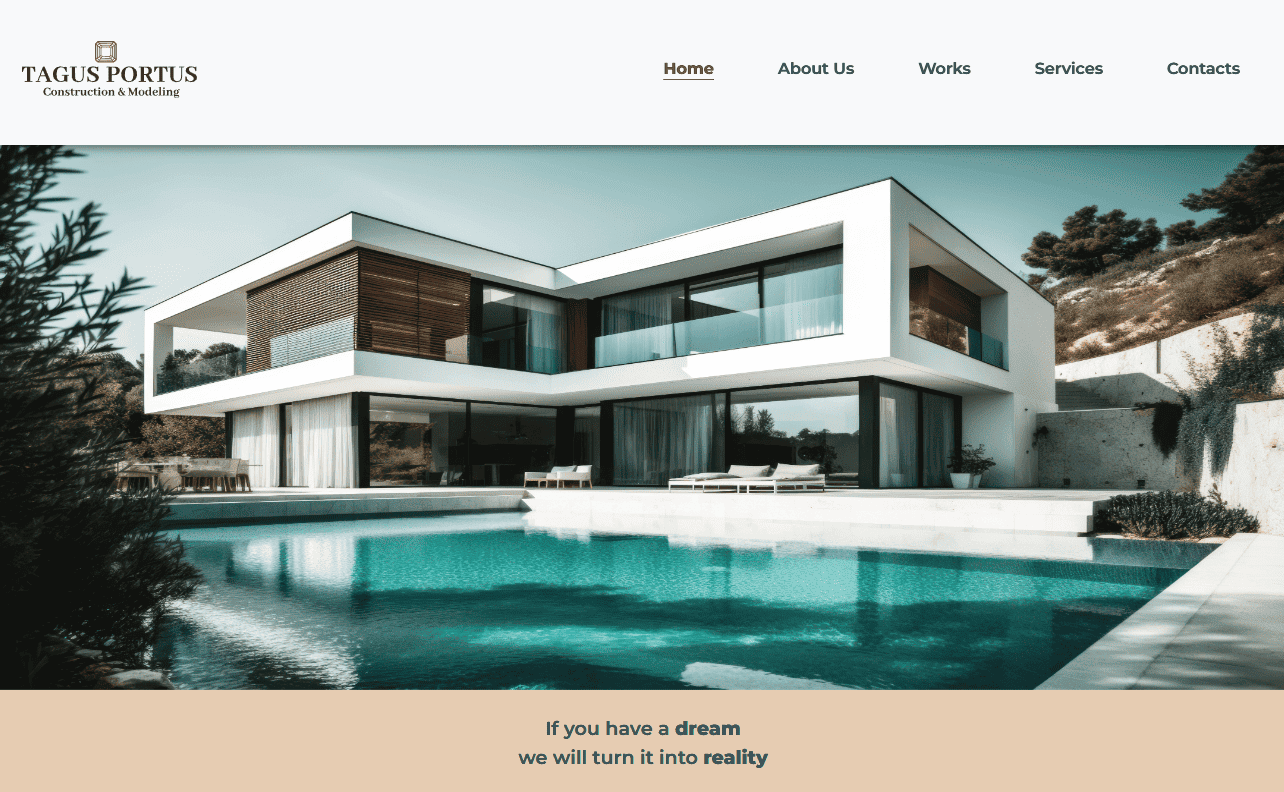 TAGUS PORTUS
Construction & Modeling
Home About Us Works Services Contacts
If you have a dream
we will turn it into reality